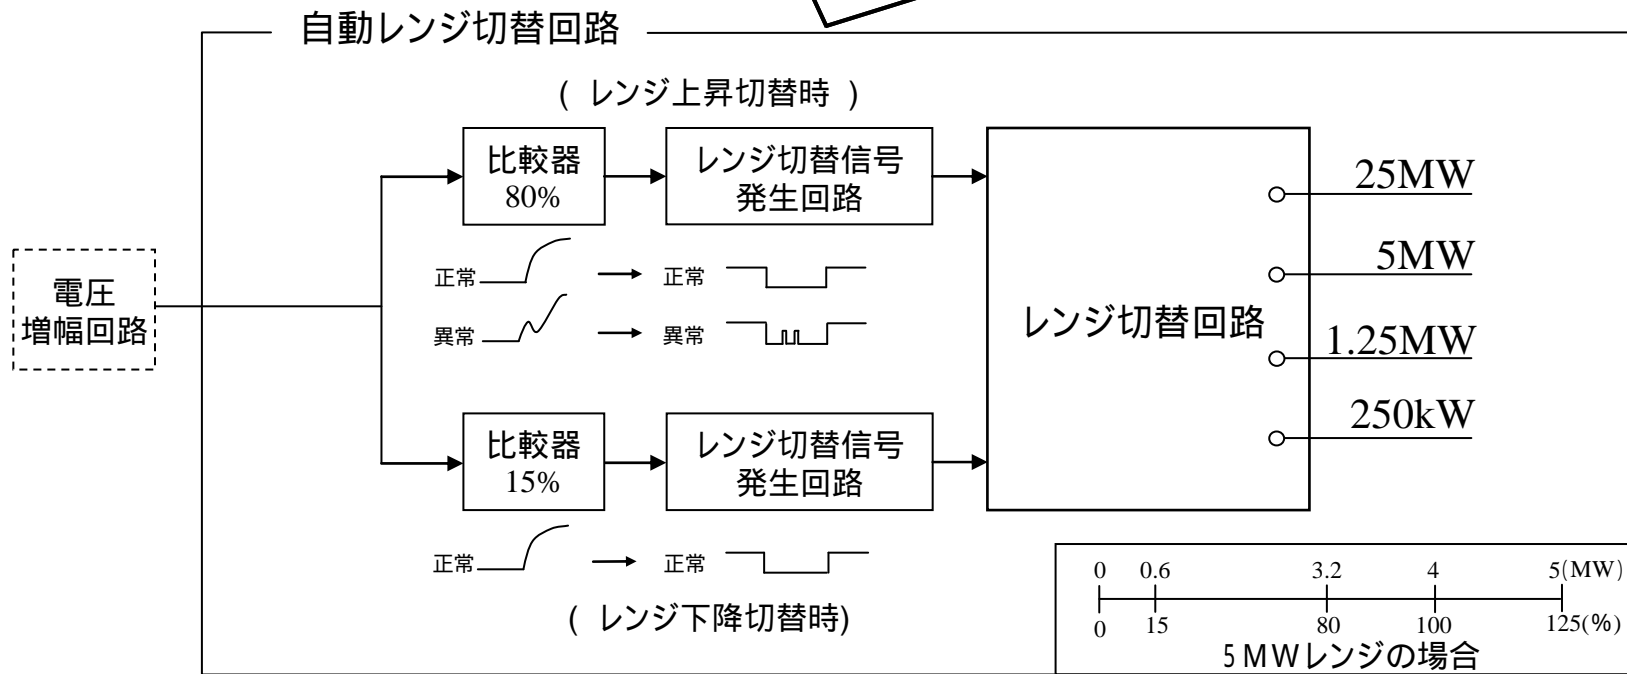 自動レンジ切替回路
( レンジ上昇切替時 )
比較器
80%
レンジ切替信号
発生回路
25MW
5MW
1.25MW
250kW
電圧
増幅回路
正常
正常
異常
異常
レンジ切替回路
比較器
15%
レンジ切替信号
発生回路
正常
正常
( レンジ下降切替時)
0 0.6 3.2 4 5(MW)
0 15 80 100 125(%)
5MWレンジの場合